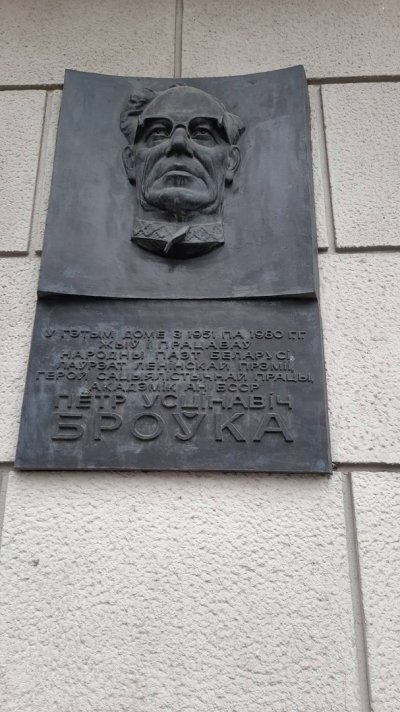 У ГЭТЫМ ДОМЕ З 1951 ПА 1980 ГГ.
ЖЫЎ І ПРАЦАВАЎ
НАРОДНЫ ПАЭТ БЕЛАРУСІ,
ЛАЎРЭАТ ЛЕНІНСКАЙ ПРЭМІІ,
ГЕРОЙ САЦЫЯЛІСТЫЧНАЙ ПРАЦЫ,
АКАДЭМІК АН БССР
ПЁТР УСЦІНАВІЧ
БРОЎКА